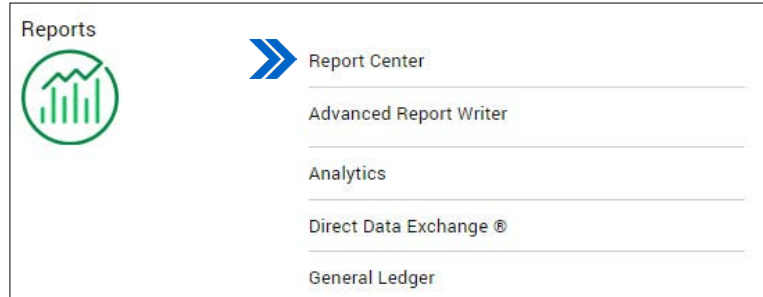 Reports
Report Center
Advanced Report Writer
Analytics
Direct Data Exchange ®
General Ledger